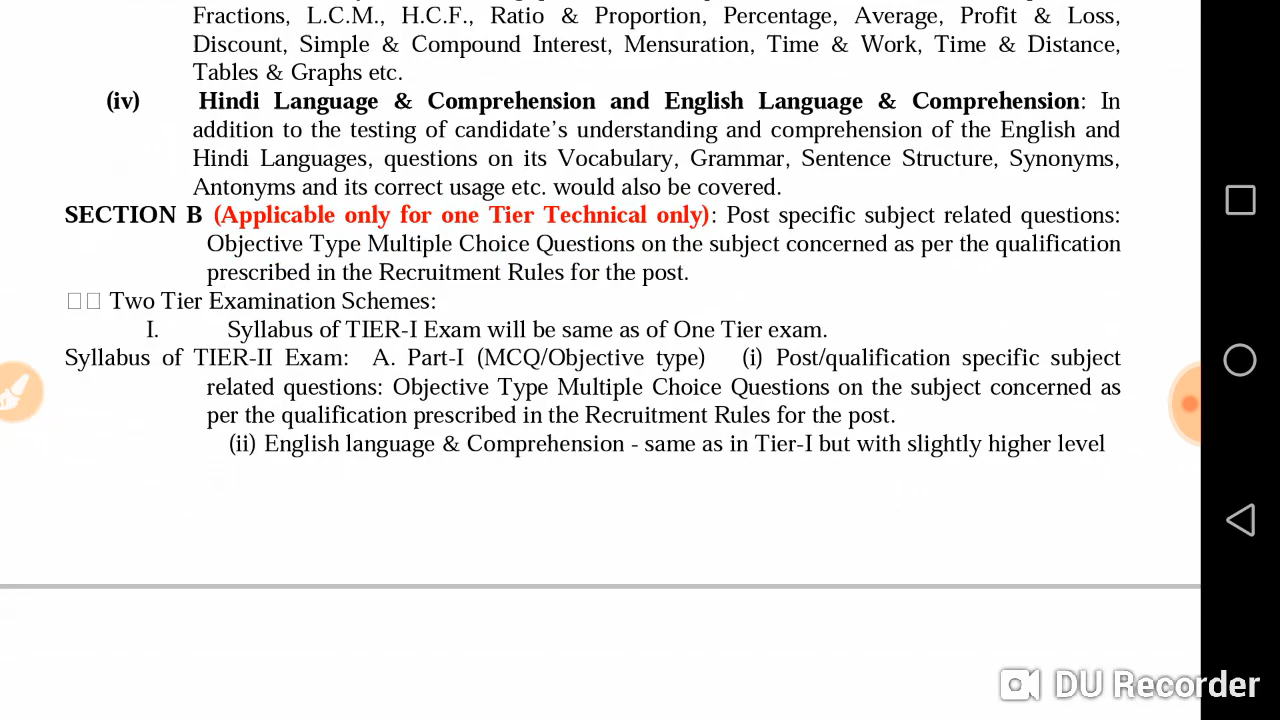 Fractions, L.C.M., H.C.F., Ratio & Proportion, Percentage, Average, Profit & Loss,
Discount, Simple & Compound Interest, Mensuration, Time & Work, Time & Distance,
Tables & Graphs etc.
(iv) Hindi Language & Comprehension and English Language & Comprehension: In
addition to the testing of candidate's understanding and comprehension of the English and
Hindi Languages, questions on its Vocabulary, Grammar, Sentence Structure, Synonyms,
Antonyms and its correct usage etc. would also be covered.
SECTION B (Applicable only for one Tier Technical only): Post specific subject related questions:
Objective Type Multiple Choice Questions on the subject concerned as per the qualification
prescribed in the Recruitment Rules for the post.
Two Tier Examination Schemes:
I. Syllabus of TIER-I Exam will be same as of One Tier exam.
Syllabus of TIER-II Exam: A. Part-I (MCQ/Objective type) (i) Post/qualification specific subject
related questions: Objective Type Multiple Choice Questions on the subject concerned as
per the qualification prescribed in the Recruitment Rules for the post.
(ii) English language & Comprehension - same as in Tier-I but with slightly higher level
DU Recorder